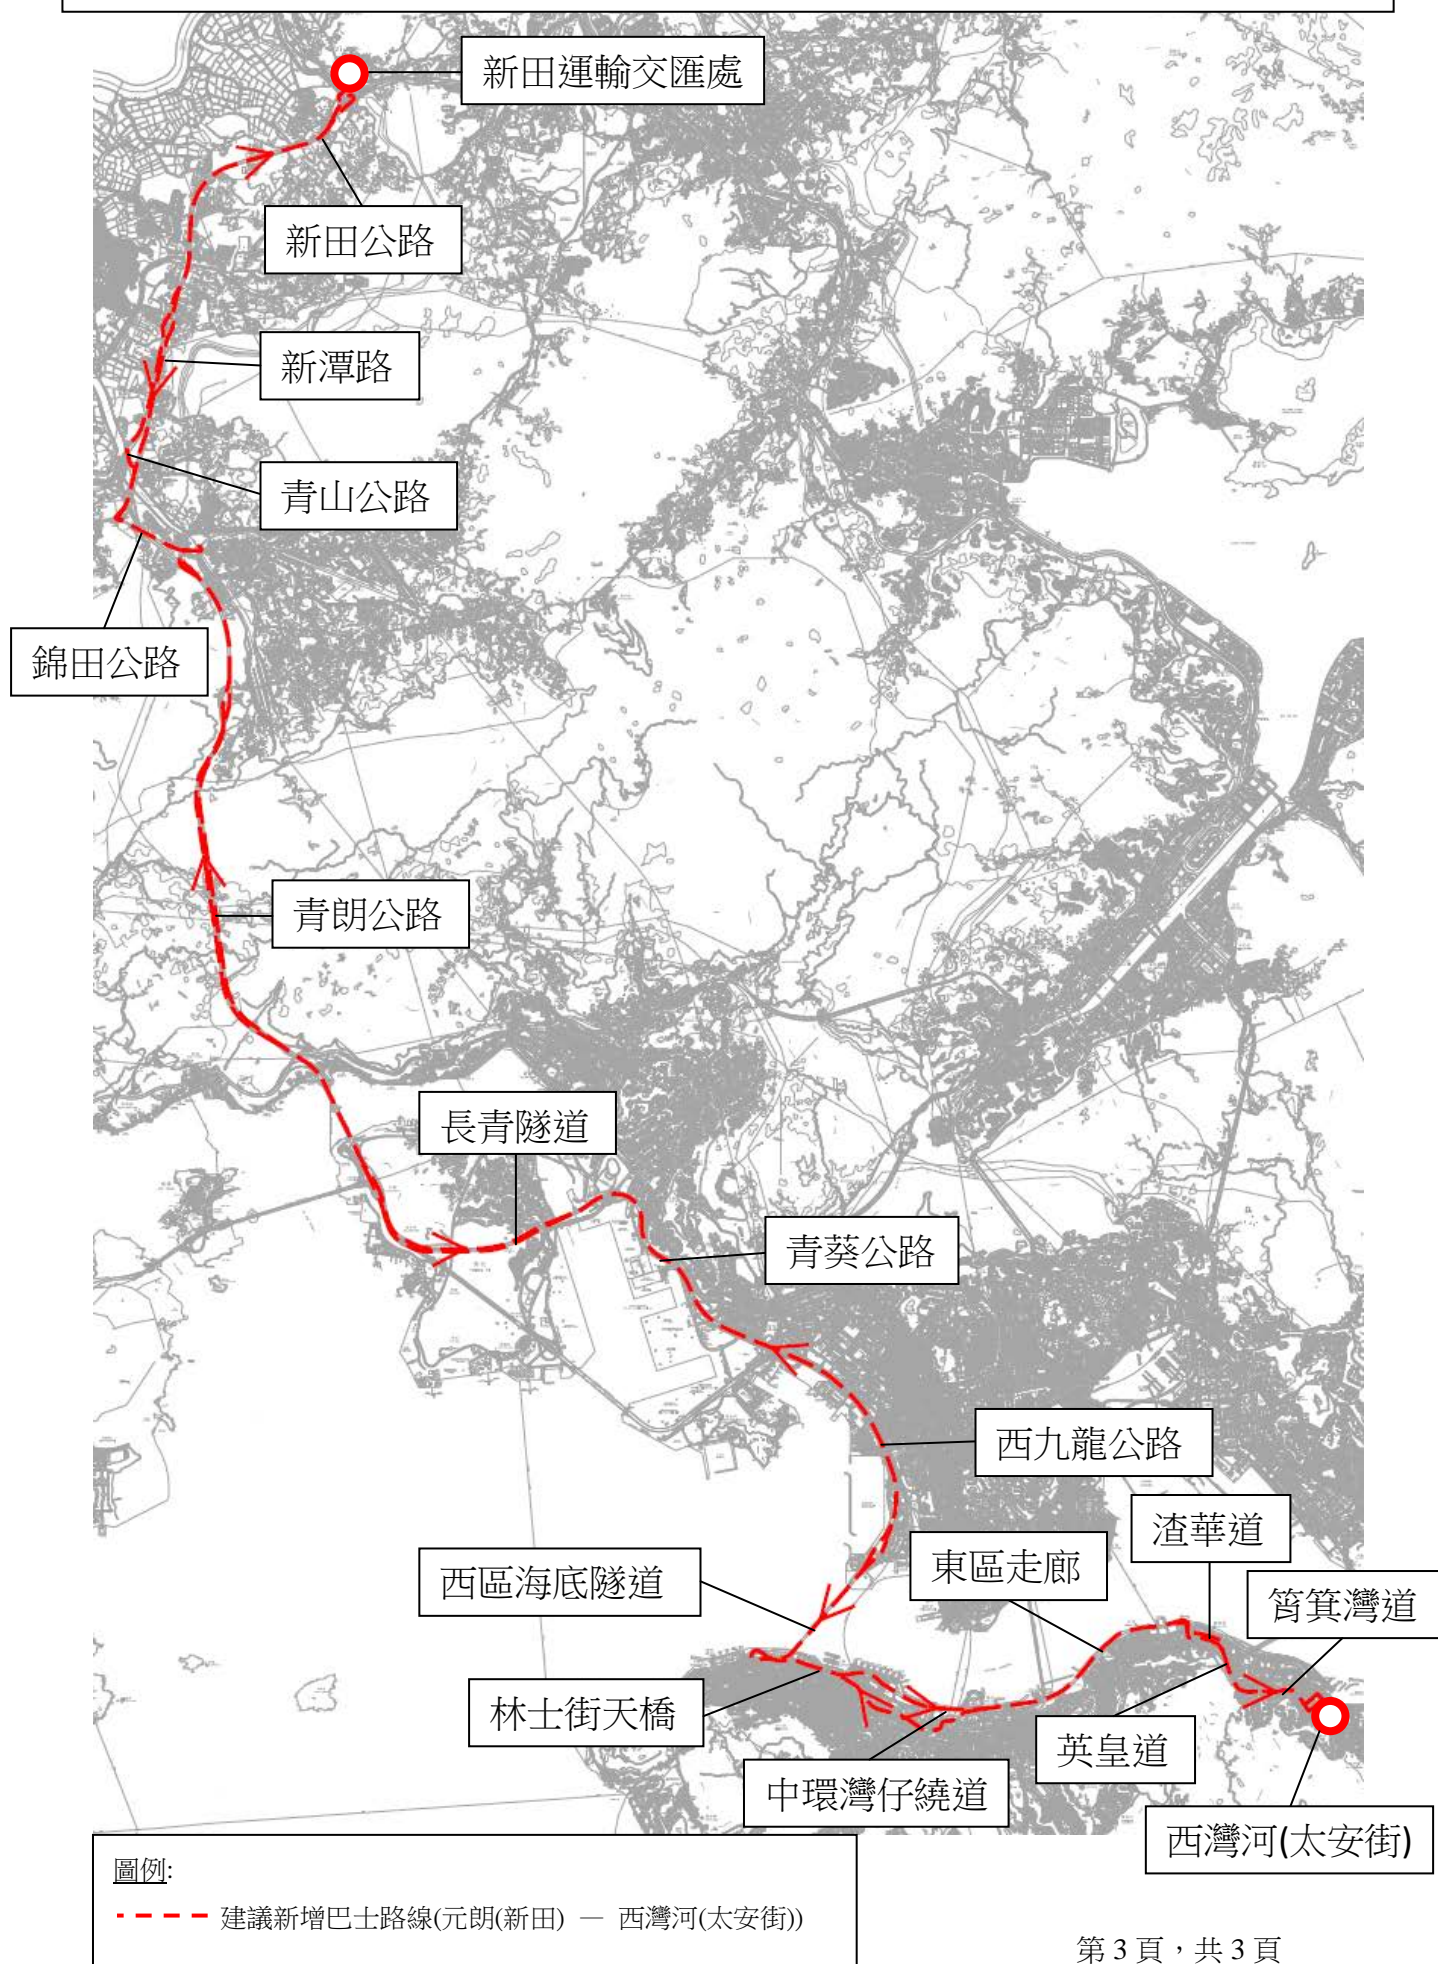 新田運輸交匯處
新田公路
新潭路
青山公路
錦田公路
青朗公路
長青隧道
青葵公路
西九龍公路
渣華道
東區走廊
西區海底隧道
筲箕灣道
林士街天橋
英皇道
中環灣仔繞道
西灣河(太安街)
圖例:
建議新增巴士路線(元朗(新田) — 西灣河(太安街))
第 3 頁，共 3 頁